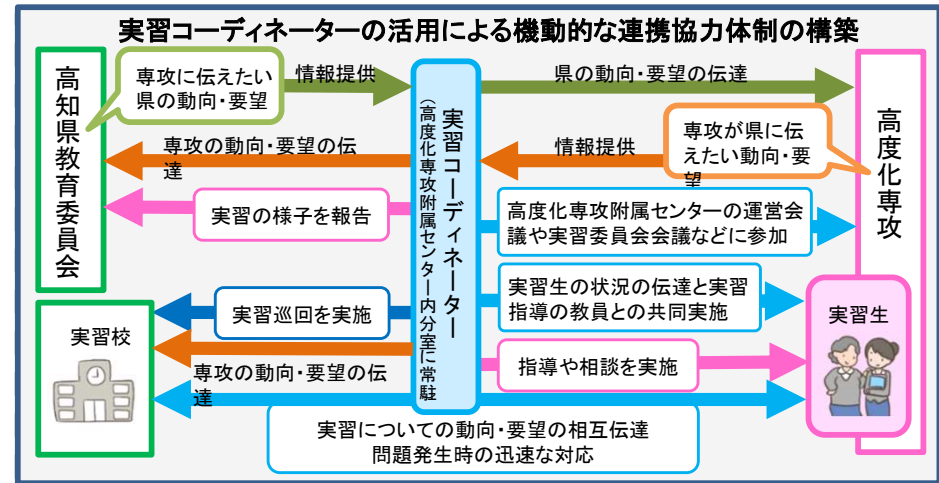 実習コーディネーターの活用による機動的な連携協力体制の構築
高知県教育委員会
専攻に伝えたい
県の動向・要望
情報提供
県の動向・要望の伝達
専攻の動向・要望の伝
達
情報提供
専攻が県に伝
えたい動向・要
望
高度化専攻
実習コーディネーター
(高度化専攻附属センター内分室に常駐
実習の様子を報告
高度化専攻附属センターの運営会
議や実習委員会会議などに参加
実習巡回を実施
実習生の状況の伝達と実習
指導の教員との共同実施
実習校
実習生
専攻の動向・要望の伝
達
指導や相談を実施
実習についての動向・要望の相互伝達
問題発生時の迅速な対応